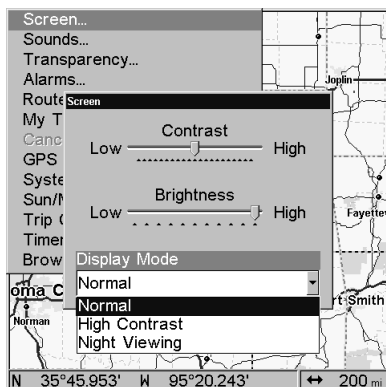 Screen...
Sounds...
Transparency...
Alarms...
Route
My T
Canc
GPS
Syste
Sun/
Trip
Timer
Brow
Screen
Contrast
Low
High
Brightness
Low
High
Display Mode
Normal
Normal
High Contrast
Night Viewing
Joplin
Fayettev
rt Smith
oma C
Norman
N 35°45.953' W 95°20.243' ↔ 200 mi